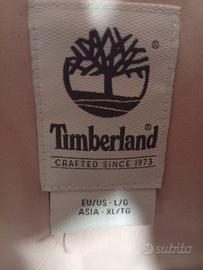 Timberland®
CRAFTED SINCE 1973
EU/US - L/G
ASIA - XL/TG
subito